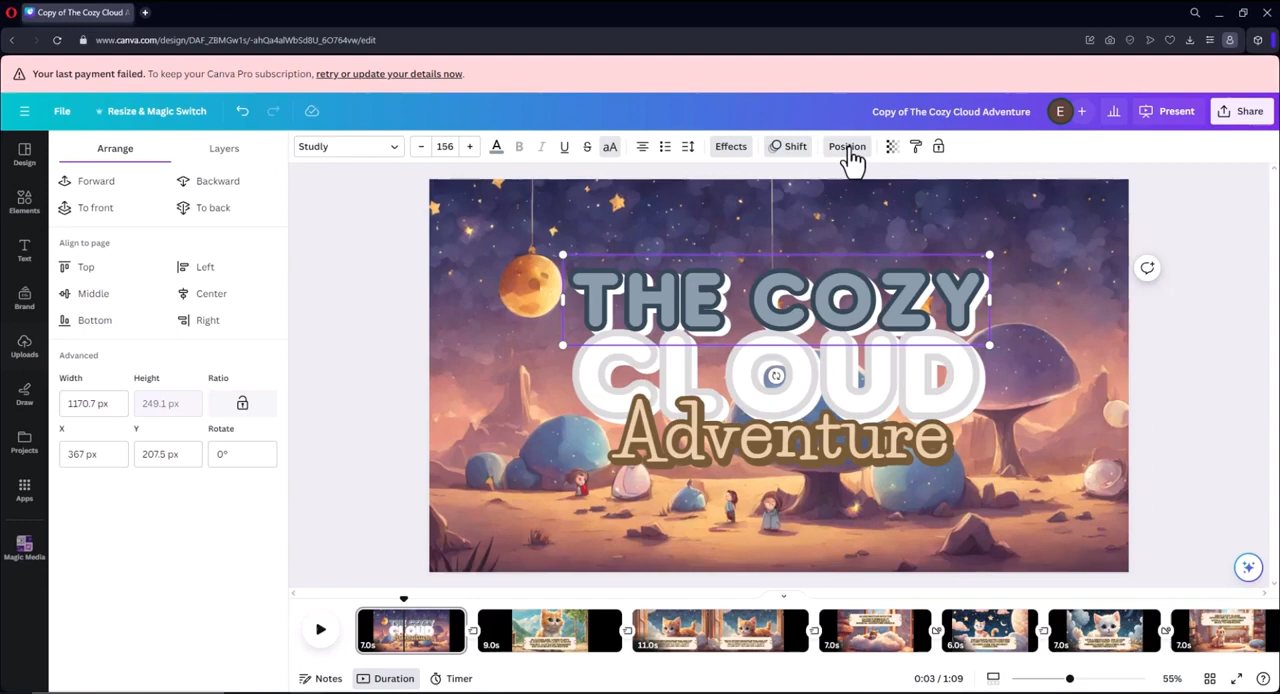 Copy of The Cozy Cloud A
www.canva.com/design/DAF_ZBMGw1s/-ahQa4alWbSd8U_6O764vw/edit
Your last payment failed. To keep your Canva Pro subscription, retry or update your details now.
File
Resize & Magic Switch
Copy of The Cozy Cloud Adventure
E
Present
Share
Design
Elements
Text
Brand
Uploads
Draw
Projects
Apps
Magic Media
Arrange
Layers
Forward
Backward
To front
To back
Align to page
Top
Left
Middle
Center
Bottom
Right
Advanced
Width
Height
Ratio
1170.7 px
249.1 px
X
Y
Rotate
367 px
207.5 px
0°
Studly
− 156 +
A
B
I
U
S
aA
Effects
Shift
Position
THE COZY
CLOUD
Adventure
THE COZY
CLOUD
Adventure
7.0s
9.0s
11.0s
7.0s
6.0s
7.0s
7.0s
Notes
Duration
Timer
0:03 / 1:09
55%